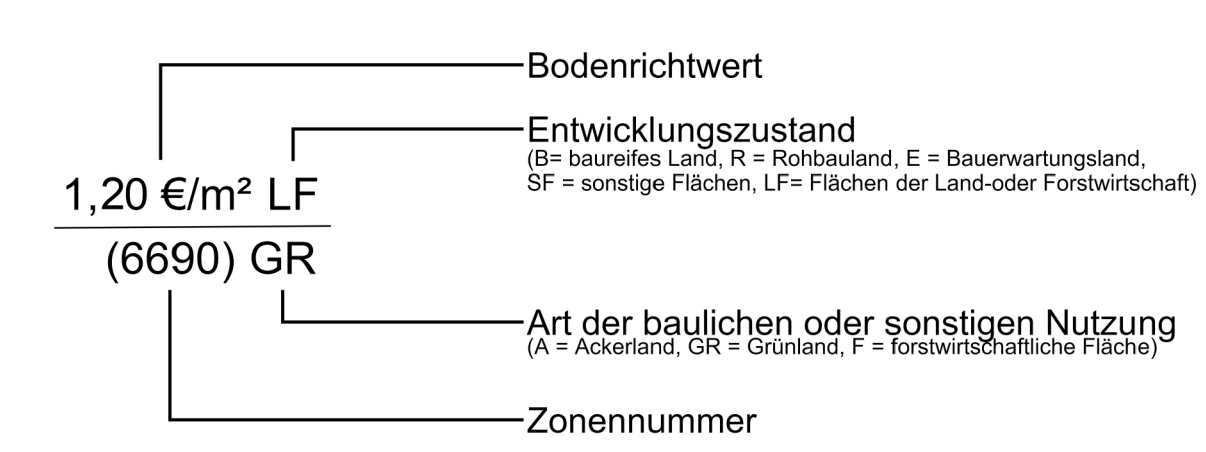 Bodenrichtwert
Entwicklungszustand
(B= baureifes Land, R = Rohbauland, E = Bauerwartungsland,
SF = sonstige Flächen, LF= Flächen der Land-oder Forstwirtschaft)
1,20 €/m² LF
(6690) GR
Art der baulichen oder sonstigen Nutzung
(A = Ackerland, GR = Grünland, F = forstwirtschaftliche Fläche)
Zonennummer